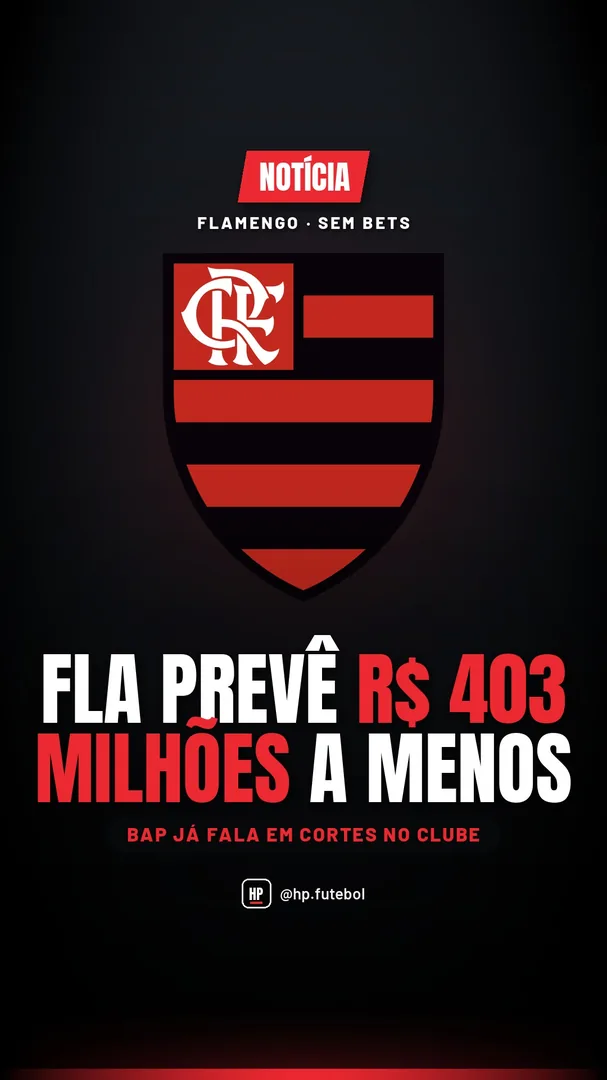 NOTÍCIA
FLAMENGO · SEM BETS
CRF
FLA PREVÊ R$ 403
MILHÕES A MENOS
BAP JÁ FALA EM CORTES NO CLUBE
HP @hp.futebol